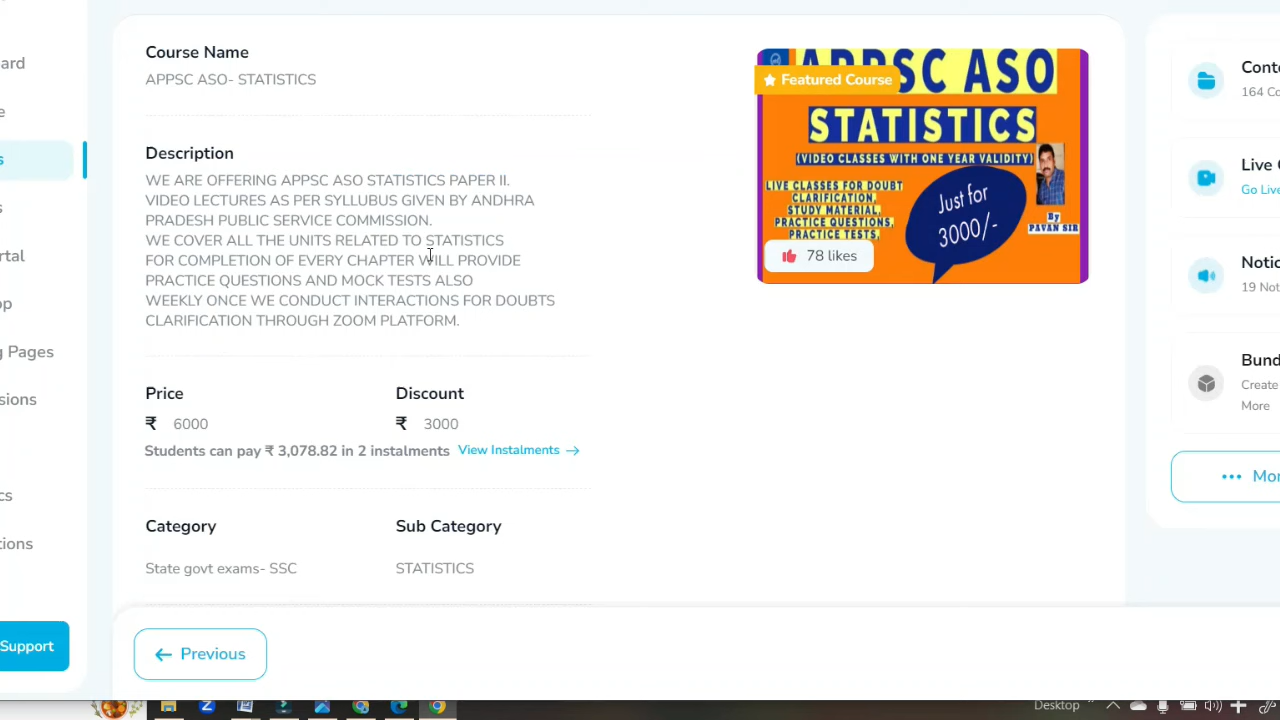 ard
e
s
s
rtal
op
g Pages
sions
cs
tions
Support
Course Name
APPSC ASO- STATISTICS
Description
WE ARE OFFERING APPSC ASO STATISTICS PAPER II.
VIDEO LECTURES AS PER SYLLUBUS GIVEN BY ANDHRA
PRADESH PUBLIC SERVICE COMMISSION.
WE COVER ALL THE UNITS RELATED TO STATISTICS
FOR COMPLETION OF EVERY CHAPTER WILL PROVIDE
PRACTICE QUESTIONS AND MOCK TESTS ALSO
WEEKLY ONCE WE CONDUCT INTERACTIONS FOR DOUBTS
CLARIFICATION THROUGH ZOOM PLATFORM.
Price
₹ 6000
Discount
₹ 3000
Students can pay ₹ 3,078.82 in 2 instalments View Instalments →
Category
State govt exams- SSC
Sub Category
STATISTICS
← Previous
APPSC ASO
Featured Course
STATISTICS
(VIDEO CLASSES WITH ONE YEAR VALIDITY)
LIVE CLASSES FOR DOUBT
CLARIFICATION,
STUDY MATERIAL,
PRACTICE QUESTIONS,
PRACTICE TESTS,
Just for
3000/-
By
PAVAN SIR
78 likes
Conte
164 Co
Live C
Go Live
Notic
19 Not
Bund
Create
More
••• Mor
Desktop